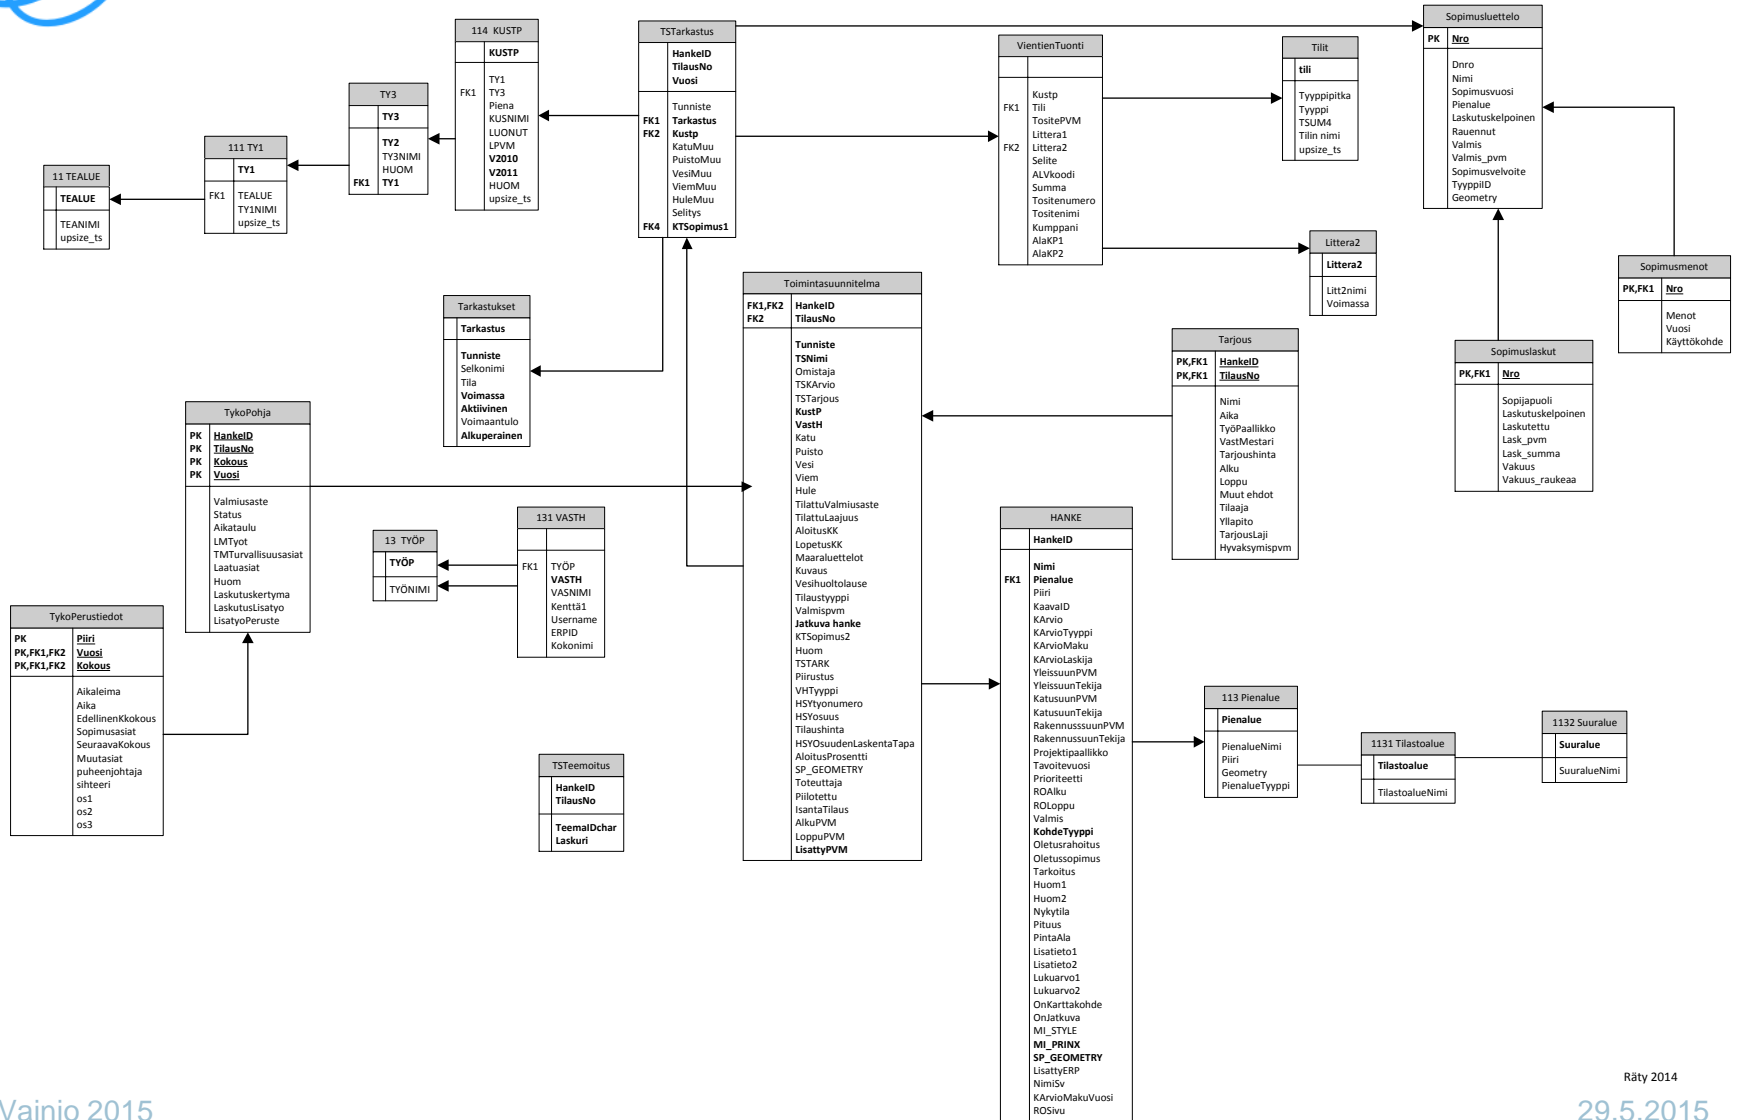 11 TEALUE
TEALUE
TEANIMI
upsize_ts
111 TY1
TY1
FK1 TEALUE
TY1NIMI
upsize_ts
TY3
TY3
TY2
TY3NIMI
HUOM
FK1 TY1
114 KUSTP
KUSTP
TY1
FK1 TY3
Piena
KUSNIMI
LUONUT
LPVM
V2010
V2011
HUOM
upsize_ts
TSTarkastus
HankeID
TilausNo
Vuosi
Tunniste
FK1 Tarkastus
FK2 Kustp
KatuMuu
PuistoMuu
VesiMuu
ViemMuu
HuleMuu
Selitys
FK4 KTSopimus1
VientienTuonti
Kustp
FK1 Tili
TositePVM
Littera1
FK2 Littera2
Selite
ALVkoodi
Summa
Tositenumero
Tositenimi
Kumppani
AlaKP1
AlaKP2
Tilit
tili
Tyyppipitka
Tyyppi
TSUM4
Tilin nimi
upsize_ts
Sopimusluettelo
PK Nro
Dnro
Nimi
Sopimusvuosi
Pienalue
Laskutuskelpoinen
Rauennut
Valmis
Valmis_pvm
Sopimusvelvoite
TyyppiID
Geometry
Littera2
Littera2
Litt2nimi
Voimassa
Sopimusmenot
PK,FK1 Nro
Menot
Vuosi
Käyttökohde
Sopimuslaskut
PK,FK1 Nro
Sopijapuoli
Laskutuskelpoinen
Laskutettu
Lask_pvm
Lask_summa
Vakuus
Vakuus_raukeaa
Tarkastukset
Tarkastus
Tunniste
Selkonimi
Tila
Voimassa
Aktiivinen
Voimaantulo
Alkuperainen
Toimintasuunnitelma
FK1,FK2 HankeID
FK2 TilausNo
Tunniste
TSNimi
Omistaja
TSKArvio
TSTarjous
KustP
VastH
Katu
Puisto
Vesi
Viem
Hule
TilattuValmiusaste
TilattuLaajuus
AloitusKK
LopetusKK
Maaraluettelot
Kuvaus
Vesihuoltolause
Tilaustyyppi
Valmispvm
Jatkuva hanke
KTSopimus2
Huom
TSTARK
Piirustus
VHTyyppi
HSYtyonumero
HSYosuus
Tilaushinta
HSYOsuudenLaskentaTapa
AloitusProsentti
SP_GEOMETRY
Toteuttaja
Piilotettu
IsantaTilaus
AlkuPVM
LoppuPVM
LisattyPVM
Tarjous
PK,FK1 HankeID
PK,FK1 TilausNo
Nimi
Aika
TyöPaallikko
VastMestari
Tarjoushinta
Alku
Loppu
Muut ehdot
Tilaaja
Yllapito
TarjousLaji
Hyvaksymispvm
TykoPohja
PK HankeID
PK TilausNo
PK Kokous
PK Vuosi
Valmiusaste
Status
Aikataulu
LMTyot
TMTurvallisuusasiat
Laatuasiat
Huom
Laskutuskertyma
LaskutusLisatyo
LisatyoPeruste
13 TYÖP
TYÖP
TYÖNIMI
131 VASTH
FK1 TYÖP
VASTH
VASNIMI
Kenttä1
Username
ERPID
Kokonimi
TykoPerustiedot
PK Piiri
PK,FK1,FK2 Vuosi
PK,FK1,FK2 Kokous
Aikaleima
Aika
EdellinenKkokous
Sopimusasiat
SeuraavaKokous
Muutasiat
puheenjohtaja
sihteeri
os1
os2
os3
TSTeemoitus
HankeID
TilausNo
TeemaIDchar
Laskuri
HANKE
HankeID
Nimi
FK1 Pienalue
Piiri
KaavaID
KArvio
KArvioTyyppi
KArvioMaku
KArvioLaskija
YleissuunPVM
YleissuunTekija
KatusuunPVM
KatusuunTekija
RakennusssuunPVM
RakennussuunTekija
Projektipaallikko
Tavoitevuosi
Prioriteetti
ROAlku
ROLoppu
Valmis
KohdeTyyppi
Oletusrahoitus
Oletussopimus
Tarkoitus
Huom1
Huom2
Nykytila
Pituus
PintaAla
Lisatieto1
Lisatieto2
Lukuarvo1
Lukuarvo2
OnKarttakohde
OnJatkuva
MI_STYLE
MI_PRINX
SP_GEOMETRY
LisattyERP
NimiSv
KArvioMakuVuosi
ROSivu
113 Pienalue
Pienalue
PienalueNimi
Piiri
Geometry
PienalueTyyppi
1131 Tilastoalue
Tilastoalue
TilastoalueNimi
1132 Suuralue
Suuralue
SuuralueNimi
Räty 2014
Vainio 2015
29.5.2015